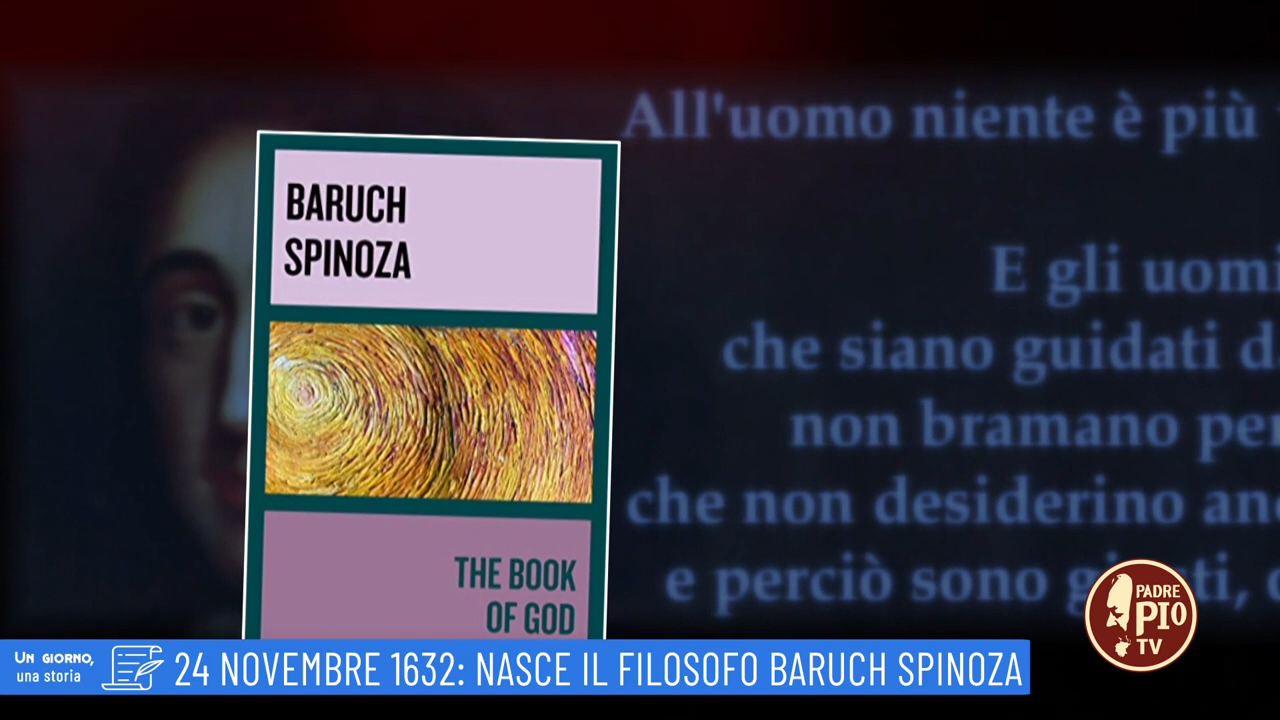 All'uomo niente è più
E gli uomi
che siano guidati d
non bramano per
che non desiderino an
e perciò sono g
BARUCH
SPINOZA
THE BOOK
OF GOD
PADRE
PIO
TV
Un giorno,
una storia
24 NOVEMBRE 1632: NASCE IL FILOSOFO BARUCH SPINOZA